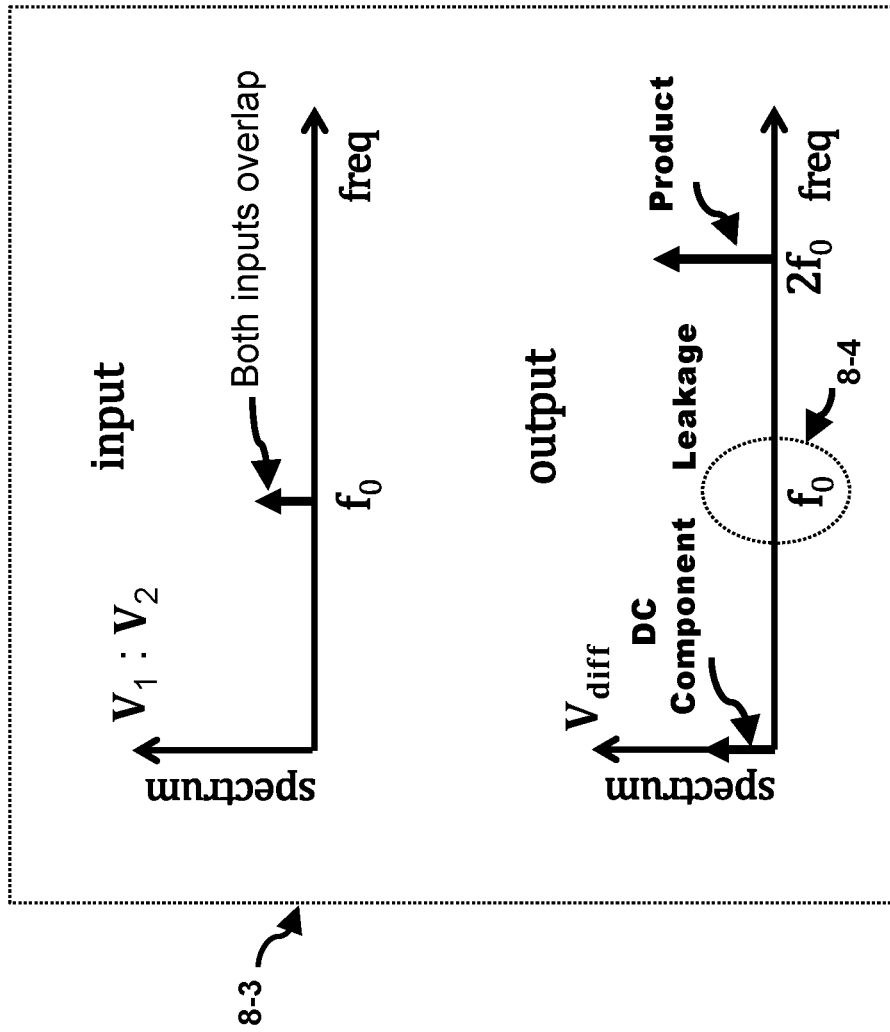 8-3
input
V₁ : V₂
spectrum
Both inputs overlap
f₀
freq
output
V_diff
spectrum
DC
Component
Leakage
Product
f₀
2f₀
freq
8-4